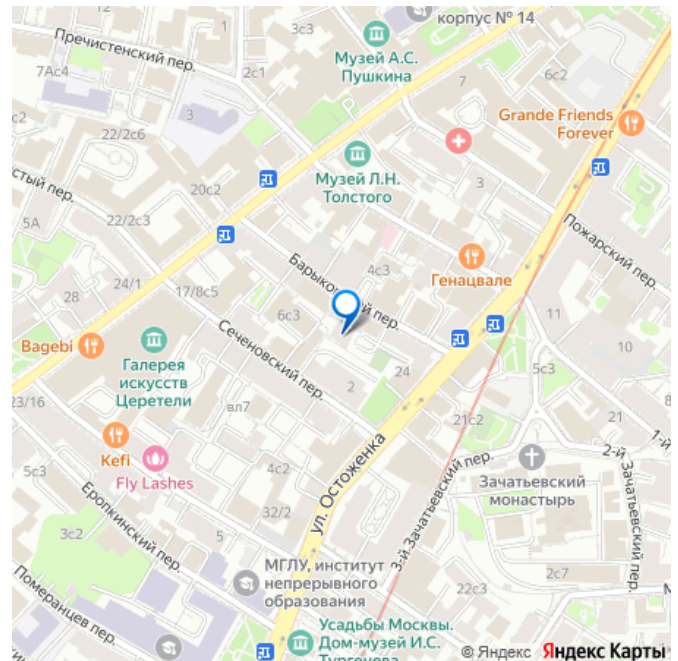 корпус № 14
Пречистенский пер.
3с3
Музей А.С.
Пушкина
7Ас4
2с1
7
6с2
Grande Friends
Forever
с2
3
22/2с6
Музей Л.Н.
Толстого
3
20с2
стый пер.
5А
22/2с3
Пожарский пер.
Барыковский пер.
4с3
Генацвале
24/1
28
17/8с5
6с3
11
10
Bagebi
Сеченовский пер.
5с3
Галерея
искусств
Церетели
2
24
8
23/16
вл7
21с2
21
1-й
Kefi
ул. Остоженка
2-й Зачатьевский пер.
5с3
Fly Lashes
4с2
3-й Зачатьевский пер.
Зачатьевский
монастырь
Еропкинский пер.
32/2
3с2
5
МГЛУ, институт
непрерывного
образования
2с7
22с3
М
Померанцев пер.
Усадьбы Москвы.
Дом-музей И.С.
Тургенева
© Яндекс Яндекс Карты